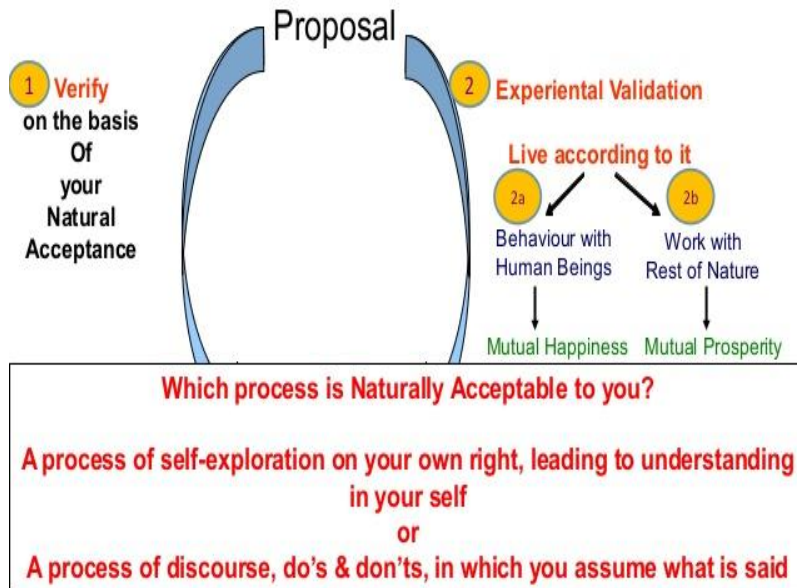 Proposal
1 Verify
on the basis
Of
your
Natural
Acceptance
2 Experiental Validation
Live according to it
2a
Behaviour with
Human Beings
Mutual Happiness
2b
Work with
Rest of Nature
Mutual Prosperity
Which process is Naturally Acceptable to you?
A process of self-exploration on your own right, leading to understanding
in your self
or
A process of discourse, do's & don'ts, in which you assume what is said